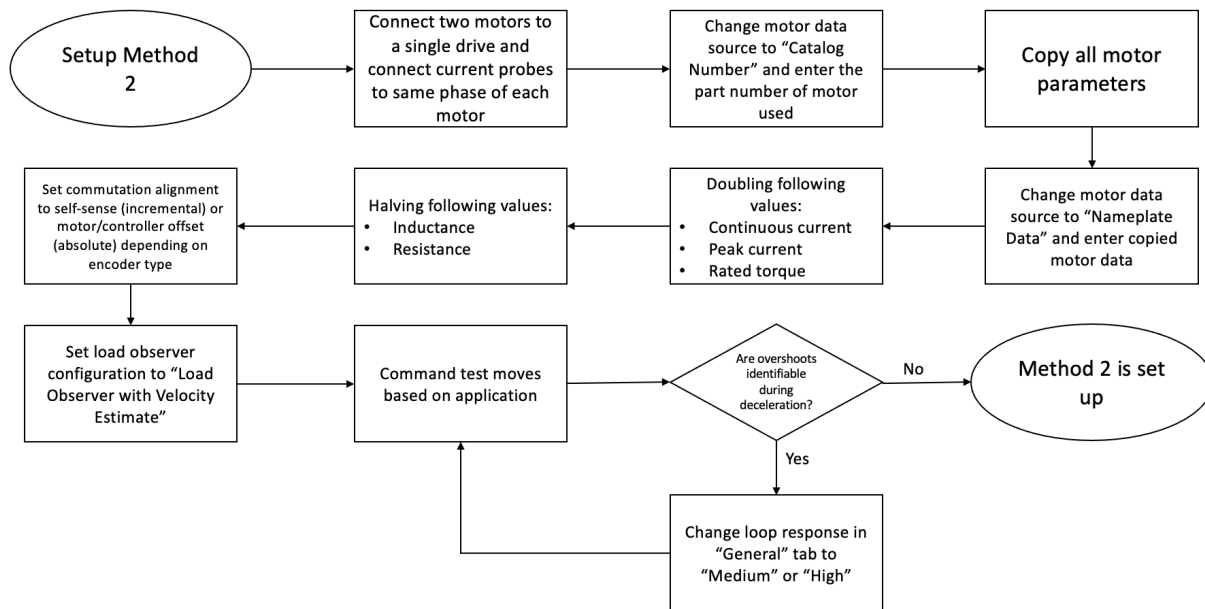 Setup Method
2
Connect two motors to
a single drive and
connect current probes
to same phase of each
motor
Change motor data
source to “Catalog
Number” and enter the
part number of motor
used
Copy all motor
parameters
Change motor data
source to “Nameplate
Data” and enter copied
motor data
Doubling following
values:
• Continuous current
• Peak current
• Rated torque
Halving following values:
• Inductance
• Resistance
Set commutation alignment
to self-sense (incremental) or
motor/controller offset
(absolute) depending on
encoder type
Set load observer
configuration to “Load
Observer with Velocity
Estimate”
Command test moves
based on application
Are overshoots
identifiable
during
deceleration?
No
Method 2 is set
up
Yes
Change loop response in
“General” tab to
“Medium” or “High”